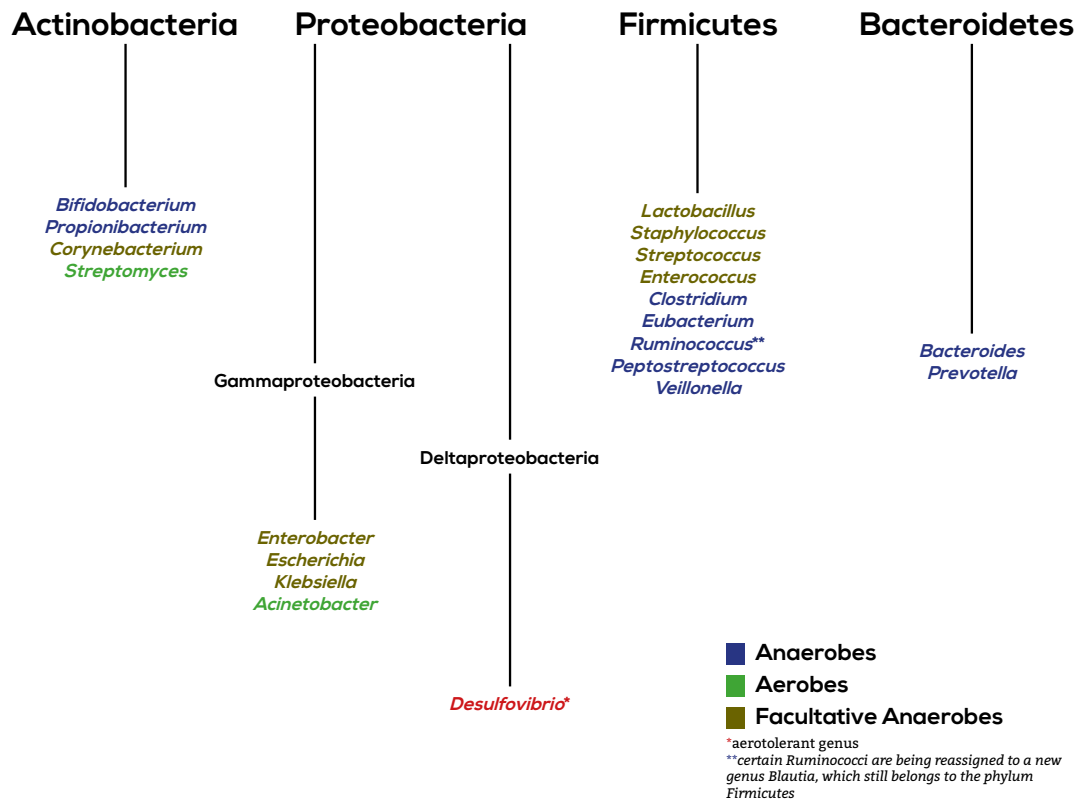 Actinobacteria
Proteobacteria
Firmicutes
Bacteroidetes
Bifidobacterium
Propionibacterium
Corynebacterium
Streptomyces
Gammaproteobacteria
Enterobacter
Escherichia
Klebsiella
Acinetobacter
Deltaproteobacteria
Desulfovibrio*
Lactobacillus
Staphylococcus
Streptococcus
Enterococcus
Clostridium
Eubacterium
Ruminococcus**
Peptostreptococcus
Veillonella
Bacteroides
Prevotella
Anaerobes
Aerobes
Facultative Anaerobes
*aerotolerant genus
**certain Ruminococci are being reassigned to a new
genus Blautia, which still belongs to the phylum
Firmicutes